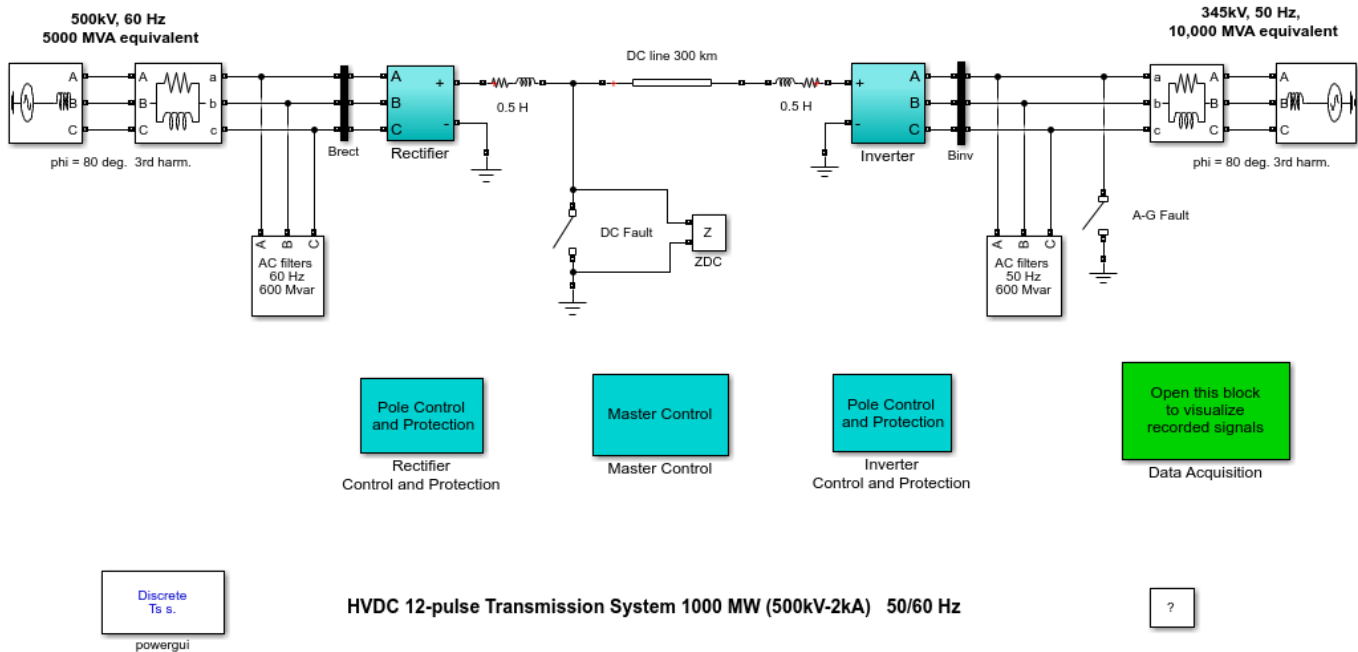 500kV, 60 Hz
5000 MVA equivalent
345kV, 50 Hz,
10,000 MVA equivalent
A
B
C
A
B
C
a
b
c
phi = 80 deg. 3rd harm.
Brect
A
B
C
+
-
Rectifier
0.5 H
DC line 300 km
0.5 H
+
-
A
B
C
Inverter
Binv
a
b
c
A
B
C
A
B
C
phi = 80 deg. 3rd harm.
A
B
C
AC filters
60 Hz
600 Mvar
DC Fault
Z
ZDC
A
B
C
AC filters
50 Hz
600 Mvar
A-G Fault
Pole Control
and Protection
Rectifier
Control and Protection
Master Control
Master Control
Pole Control
and Protection
Inverter
Control and Protection
Open this block
to visualize
recorded signals
Data Acquisition
Discrete
Ts s.
powergui
HVDC 12-pulse Transmission System 1000 MW (500kV-2kA) 50/60 Hz
?